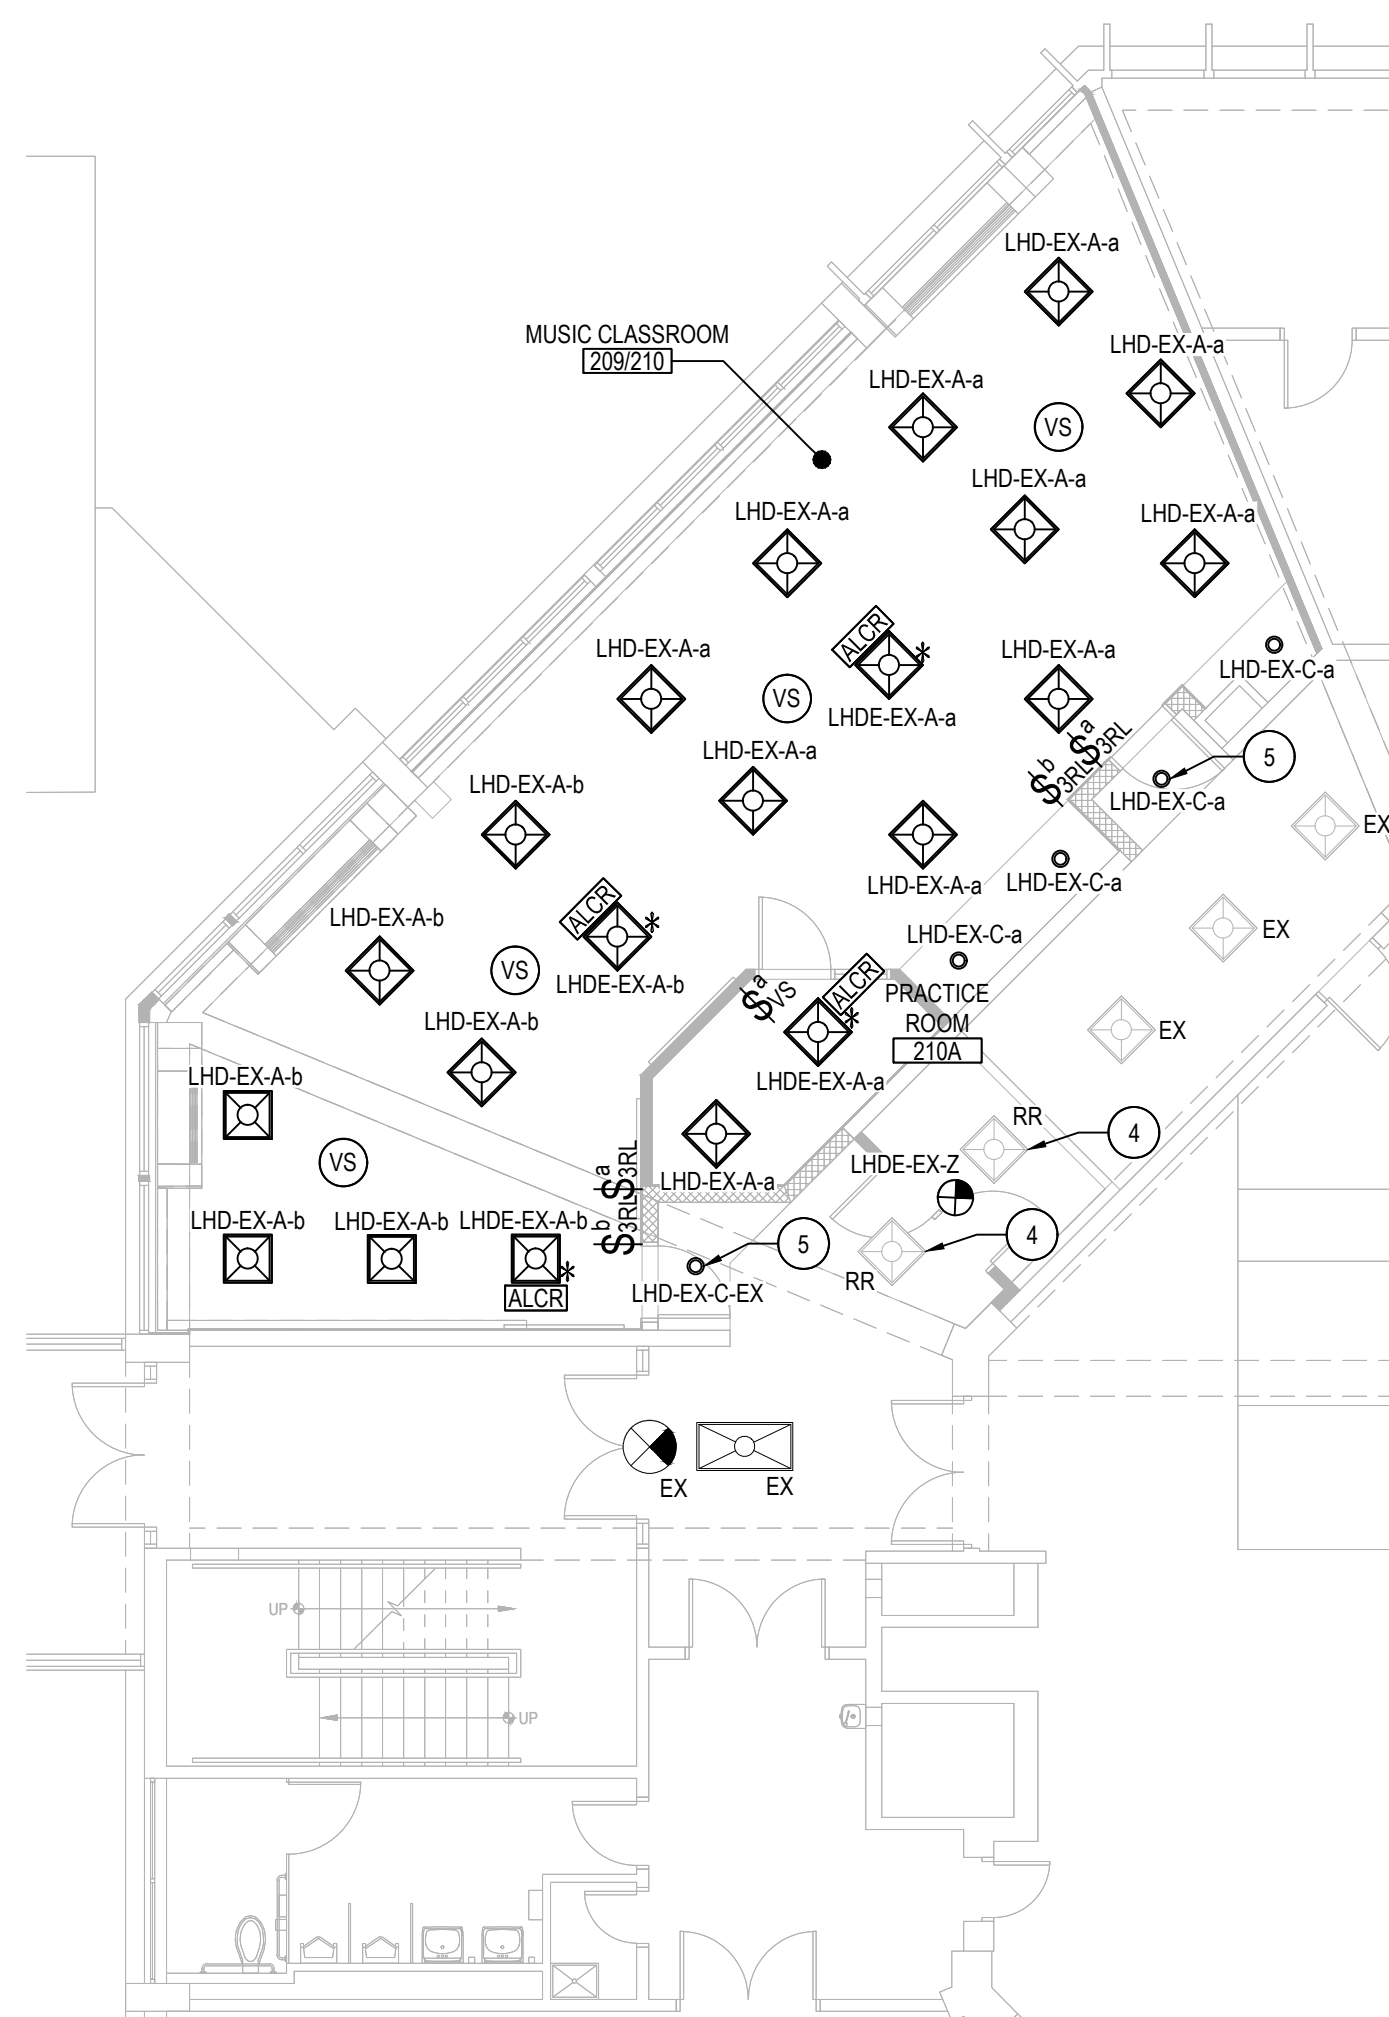 LHD-EX-A-a
MUSIC CLASSROOM
209/210
LHD-EX-A-a
LHD-EX-A-a
VS
LHD-EX-A-a
LHD-EX-A-a
LHD-EX-A-a
ALCR
*
LHD-EX-A-a
LHD-EX-A-a
LHD-EX-C-a
VS
LHDE-EX-A-a
a
$3RL
LHD-EX-A-a
b
$3RL
5
LHD-EX-A-b
LHD-EX-C-a
EX
LHD-EX-A-a
LHD-EX-C-a
ALCR
*
LHD-EX-A-b
LHD-EX-C-a
EX
VS
LHDE-EX-A-b
a
$VS
ALCR
PRACTICE
ROOM
210A
*
LHD-EX-A-b
EX
LHD-EX-A-b
LHDE-EX-A-a
RR
4
VS
LHDE-EX-Z
a
$3RL
LHD-EX-A-a
LHD-EX-A-b
LHD-EX-A-b
LHDE-EX-A-b
b
$3RL
5
4
*
ALCR
LHD-EX-C-EX
RR
EX
EX
UP
UP